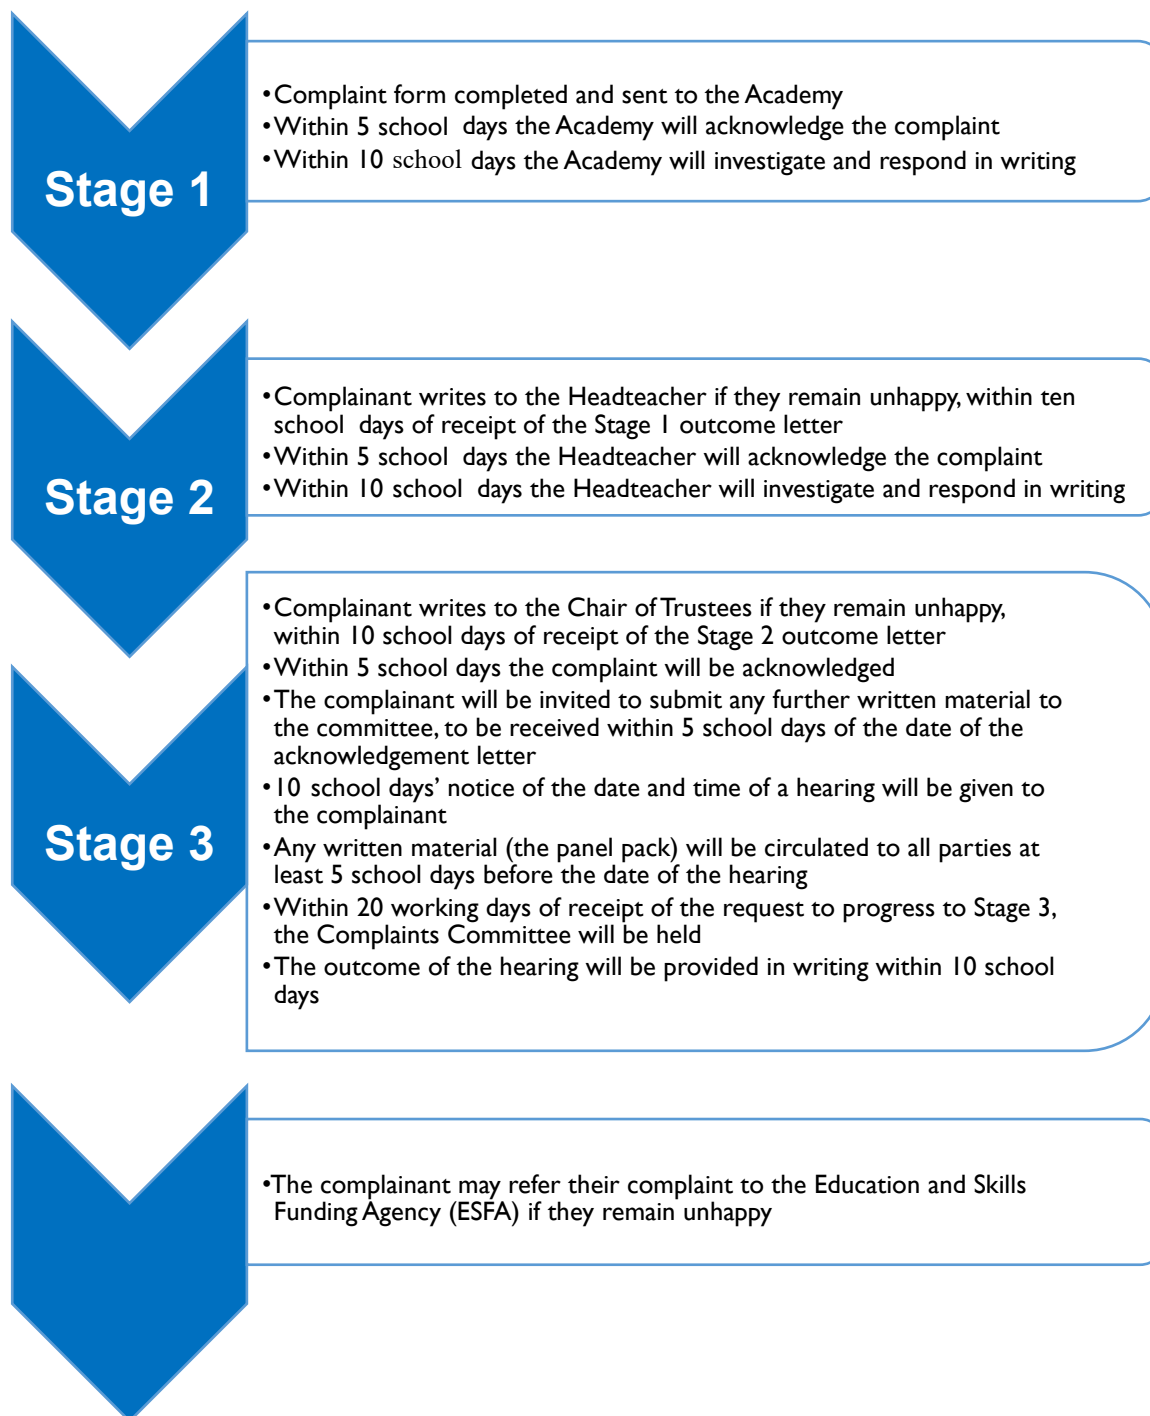 Stage 1
•Complaint form completed and sent to the Academy
•Within 5 school days the Academy will acknowledge the complaint
•Within 10 school days the Academy will investigate and respond in writing
Stage 2
•Complainant writes to the Headteacher if they remain unhappy, within ten
school days of receipt of the Stage 1 outcome letter
•Within 5 school days the Headteacher will acknowledge the complaint
•Within 10 school days the Headteacher will investigate and respond in writing
Stage 3
•Complainant writes to the Chair of Trustees if they remain unhappy,
within 10 school days of receipt of the Stage 2 outcome letter
•Within 5 school days the complaint will be acknowledged
•The complainant will be invited to submit any further written material to
the committee, to be received within 5 school days of the date of the
acknowledgement letter
•10 school days’ notice of the date and time of a hearing will be given to
the complainant
•Any written material (the panel pack) will be circulated to all parties at
least 5 school days before the date of the hearing
•Within 20 working days of receipt of the request to progress to Stage 3,
the Complaints Committee will be held
•The outcome of the hearing will be provided in writing within 10 school
days
•The complainant may refer their complaint to the Education and Skills
Funding Agency (ESFA) if they remain unhappy